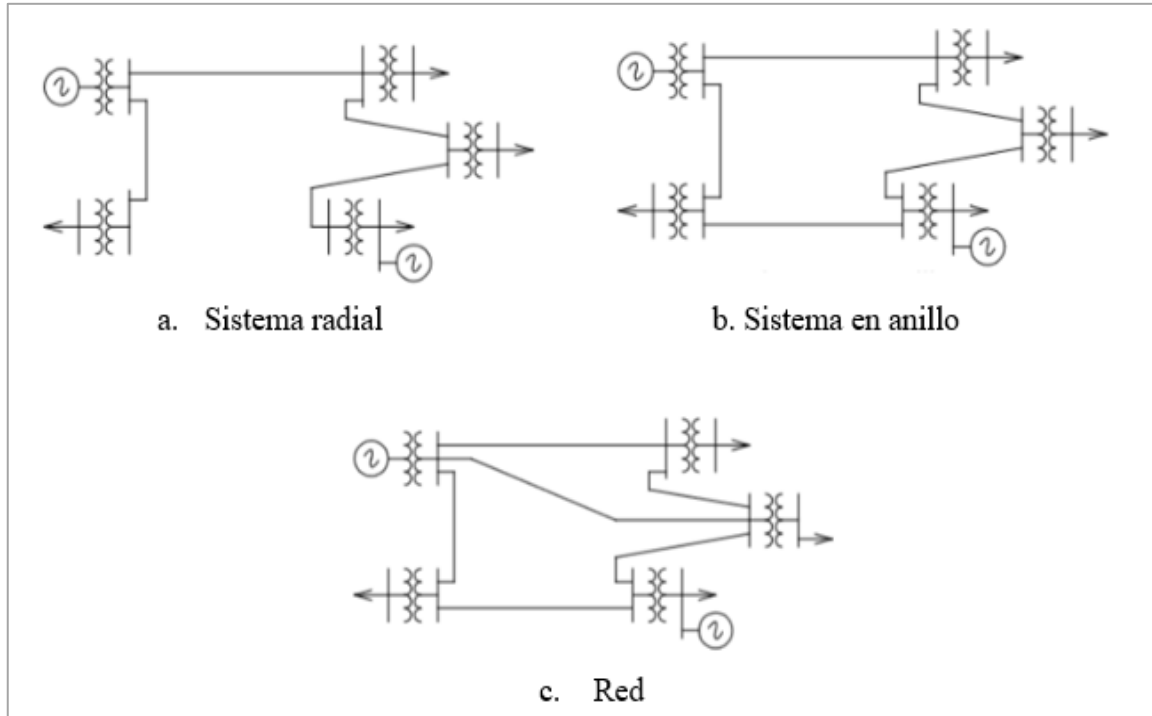 a. Sistema radial
b. Sistema en anillo
c. Red